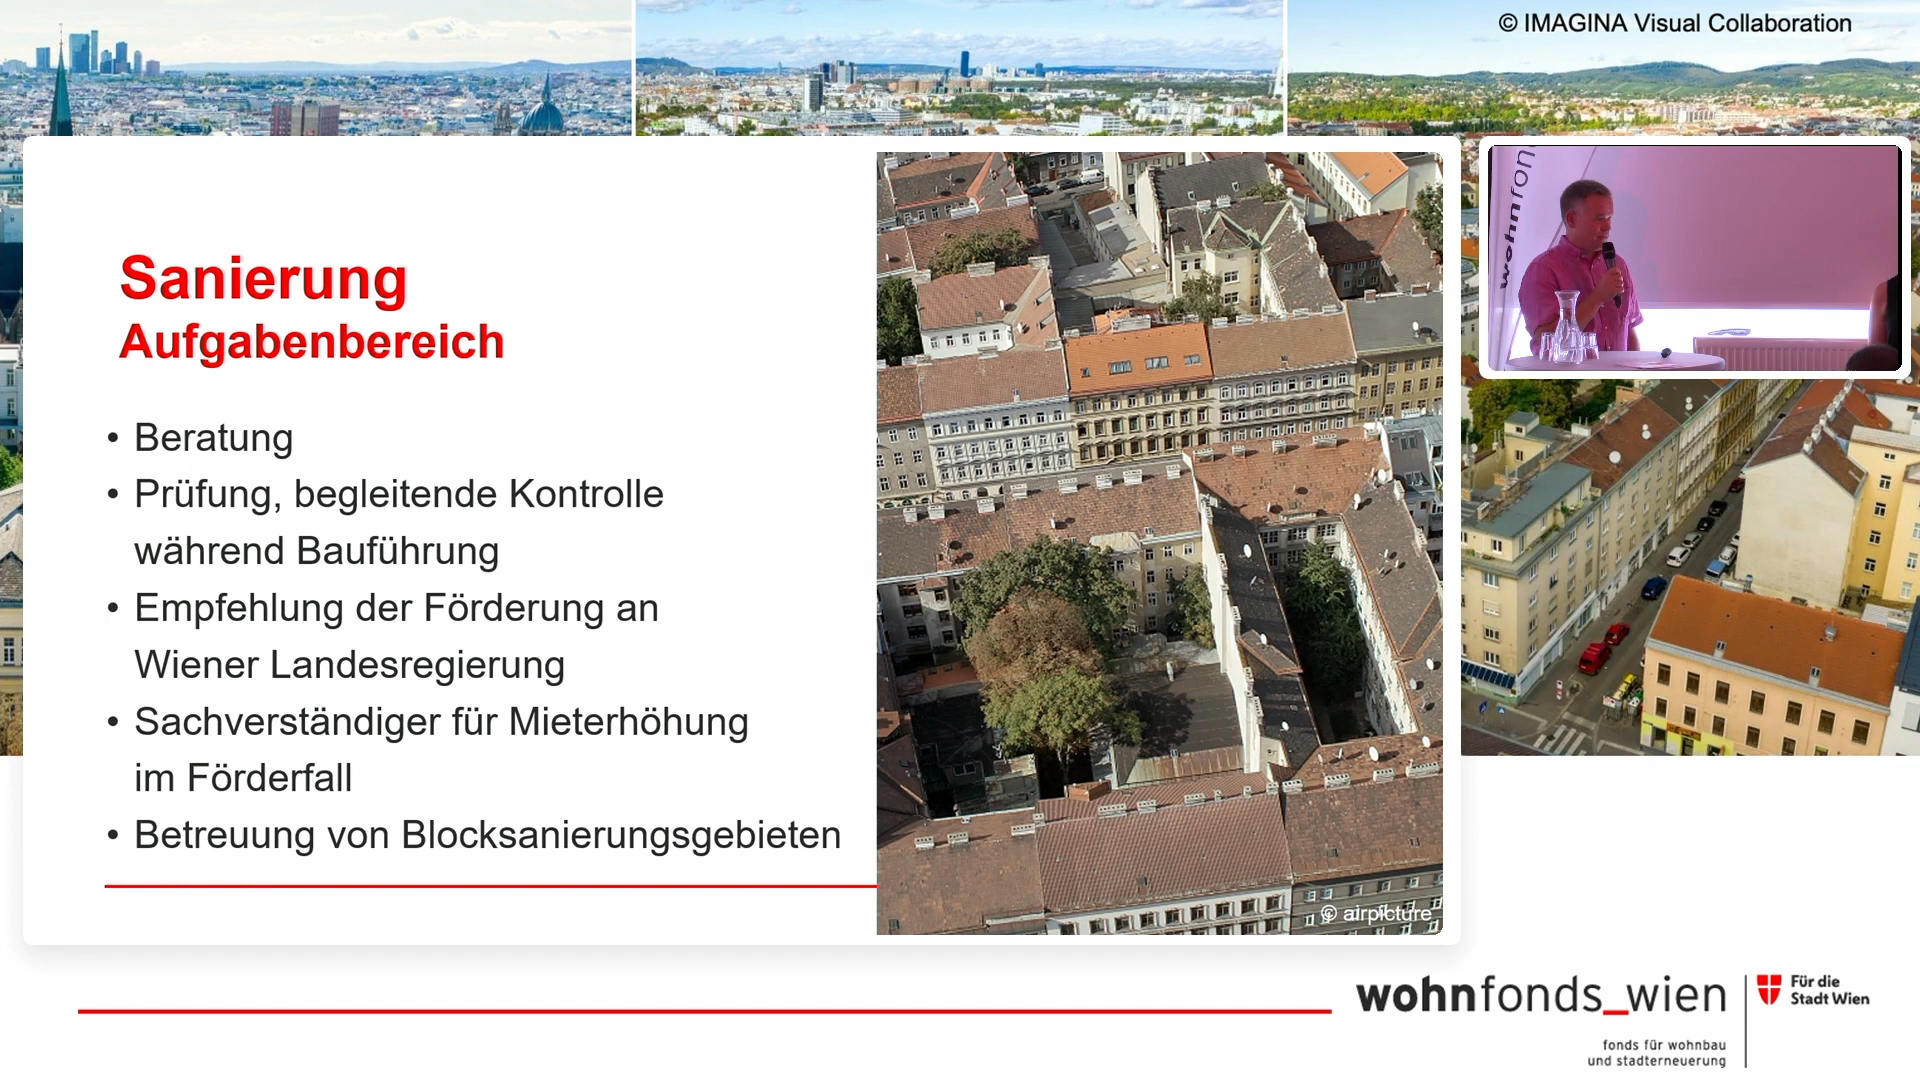 © IMAGINA Visual Collaboration
Sanierung
Aufgabenbereich
• Beratung
• Prüfung, begleitende Kontrolle
während Bauführung
• Empfehlung der Förderung an
Wiener Landesregierung
• Sachverständiger für Mieterhöhung
im Förderfall
• Betreuung von Blocksanierungsgebieten
© airpicture
wohnfon
wohnfonds_wien
fonds für wohnbau
und stadterneuerung
Für die
Stadt Wien